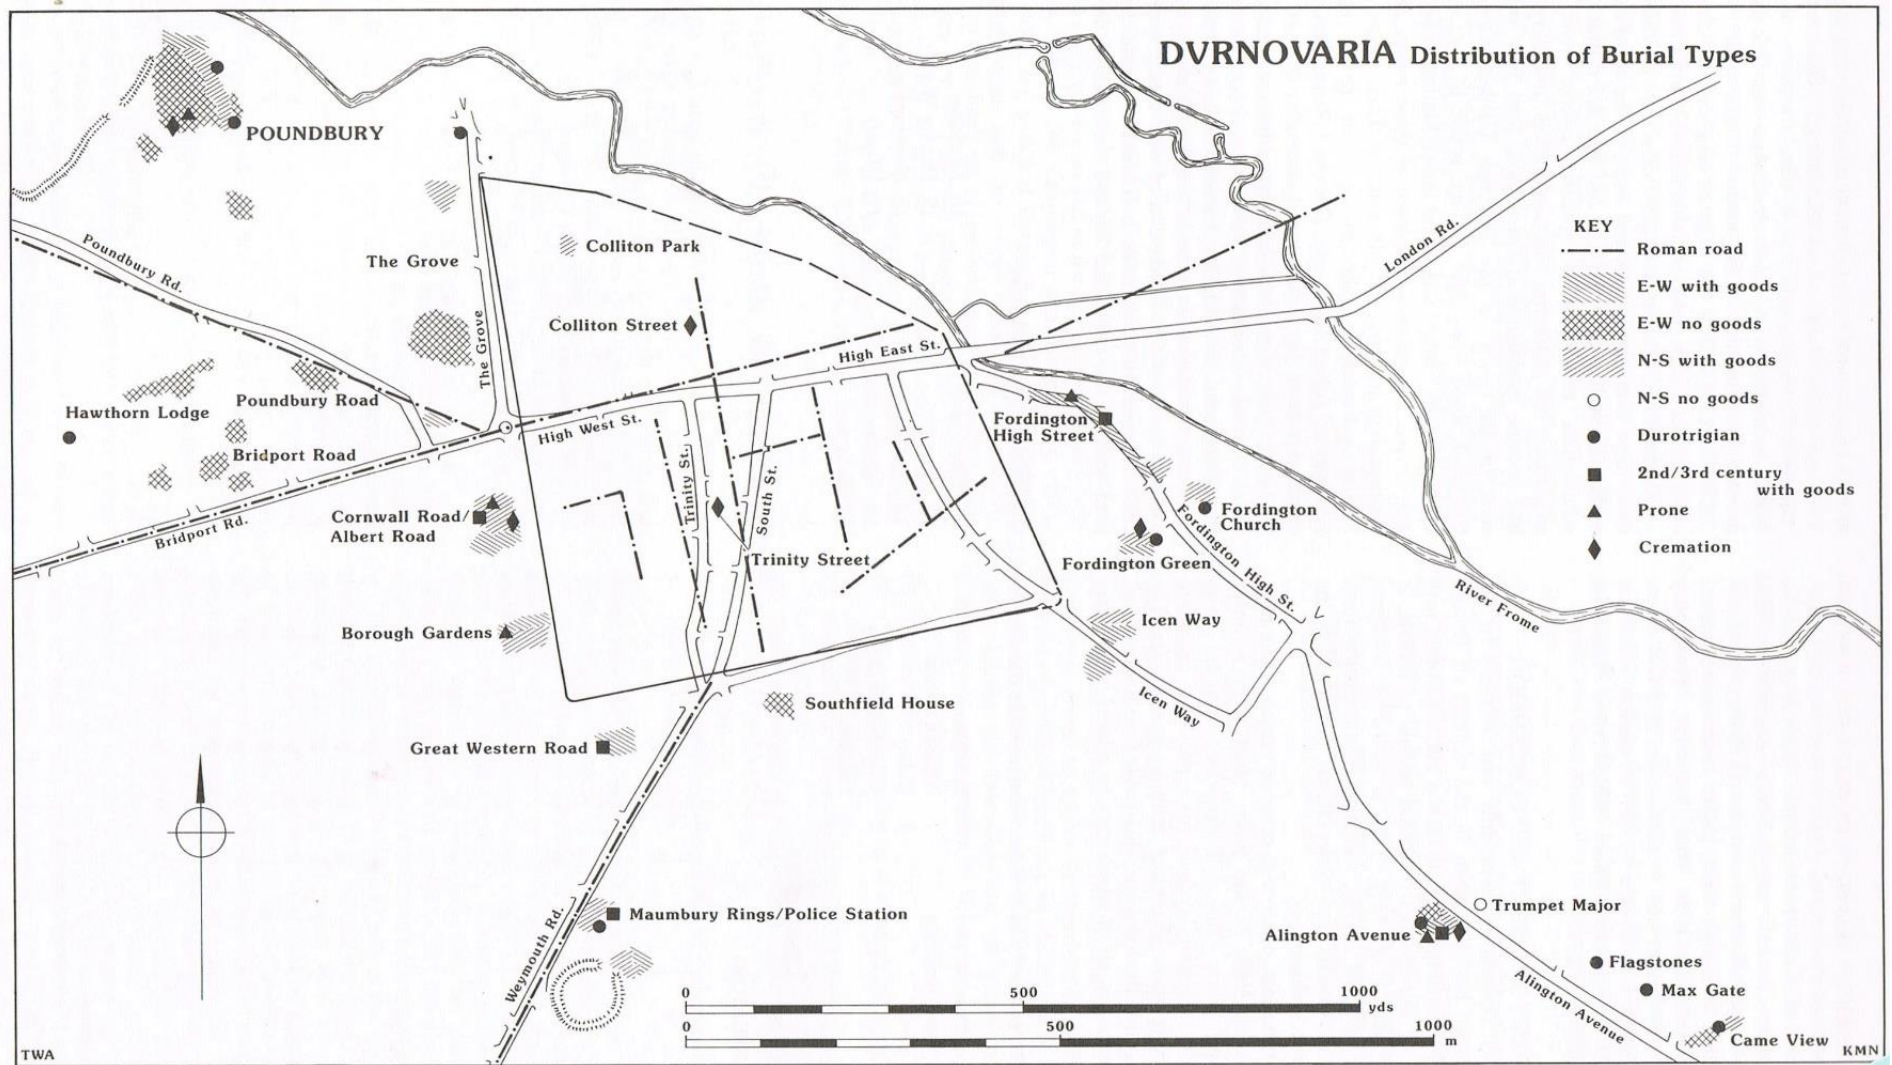 DVRNOVARIA Distribution of Burial Types
POUNDBURY
Poundbury Rd.
The Grove
The Grove
Colliton Park
Colliton Street
High East St.
London Rd.
KEY
Roman road
E-W with goods
E-W no goods
N-S with goods
N-S no goods
Durotrigian
2nd/3rd century
with goods
Prone
Cremation
Hawthorn Lodge
Poundbury Road
Bridport Road
Bridport Rd.
High West St.
Trinity St.
South St.
Trinity Street
Fordington
High Street
Fordington
Church
Fordington Green
Fordington High St.
Cornwall Road/
Albert Road
Borough Gardens
Icen Way
Icen Way
River Frome
Southfield House
Great Western Road
Maumbury Rings/Police Station
Weymouth Rd.
Trumpet Major
Alington Avenue
Alington Avenue
Flagstones
Max Gate
Came View
0 500 1000
yds
0 500 1000
m
TWA
KMN